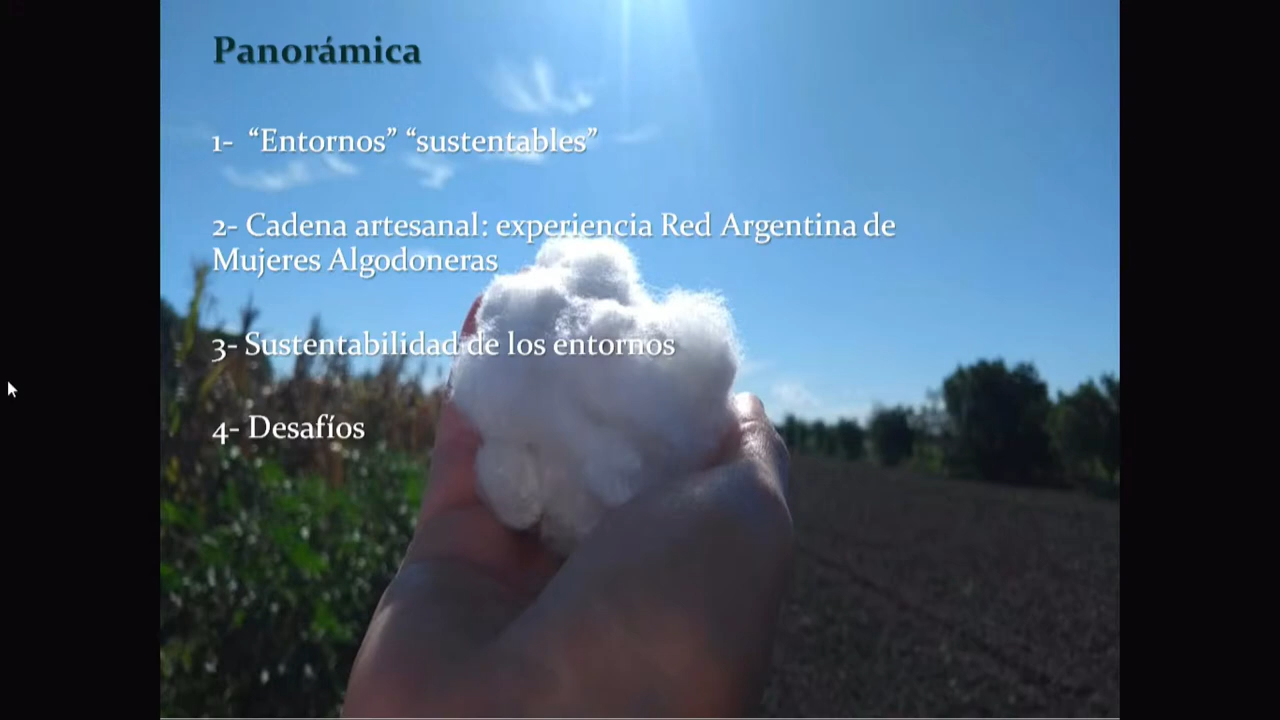 Panorámica
1- “Entornos” “sustentables”
2- Cadena artesanal: experiencia Red Argentina de
Mujeres Algodoneras
3- Sustentabilidad de los entornos
4- Desafíos